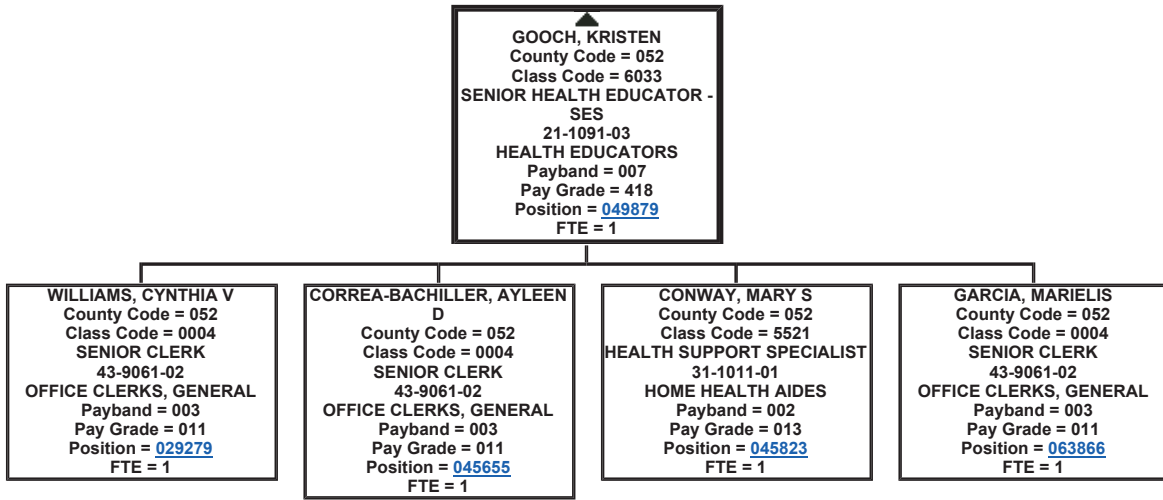 GOOCH, KRISTEN
County Code = 052
Class Code = 6033
SENIOR HEALTH EDUCATOR -
SES
21-1091-03
HEALTH EDUCATORS
Payband = 007
Pay Grade = 418
Position = 049879
FTE = 1
WILLIAMS, CYNTHIA V
County Code = 052
Class Code = 0004
SENIOR CLERK
43-9061-02
OFFICE CLERKS, GENERAL
Payband = 003
Pay Grade = 011
Position = 029279
FTE = 1
CORREA-BACHILLER, AYLEEN
D
County Code = 052
Class Code = 0004
SENIOR CLERK
43-9061-02
OFFICE CLERKS, GENERAL
Payband = 003
Pay Grade = 011
Position = 045655
FTE = 1
CONWAY, MARY S
County Code = 052
Class Code = 5521
HEALTH SUPPORT SPECIALIST
31-1011-01
HOME HEALTH AIDES
Payband = 002
Pay Grade = 013
Position = 045823
FTE = 1
GARCIA, MARIELIS
County Code = 052
Class Code = 0004
SENIOR CLERK
43-9061-02
OFFICE CLERKS, GENERAL
Payband = 003
Pay Grade = 011
Position = 063866
FTE = 1